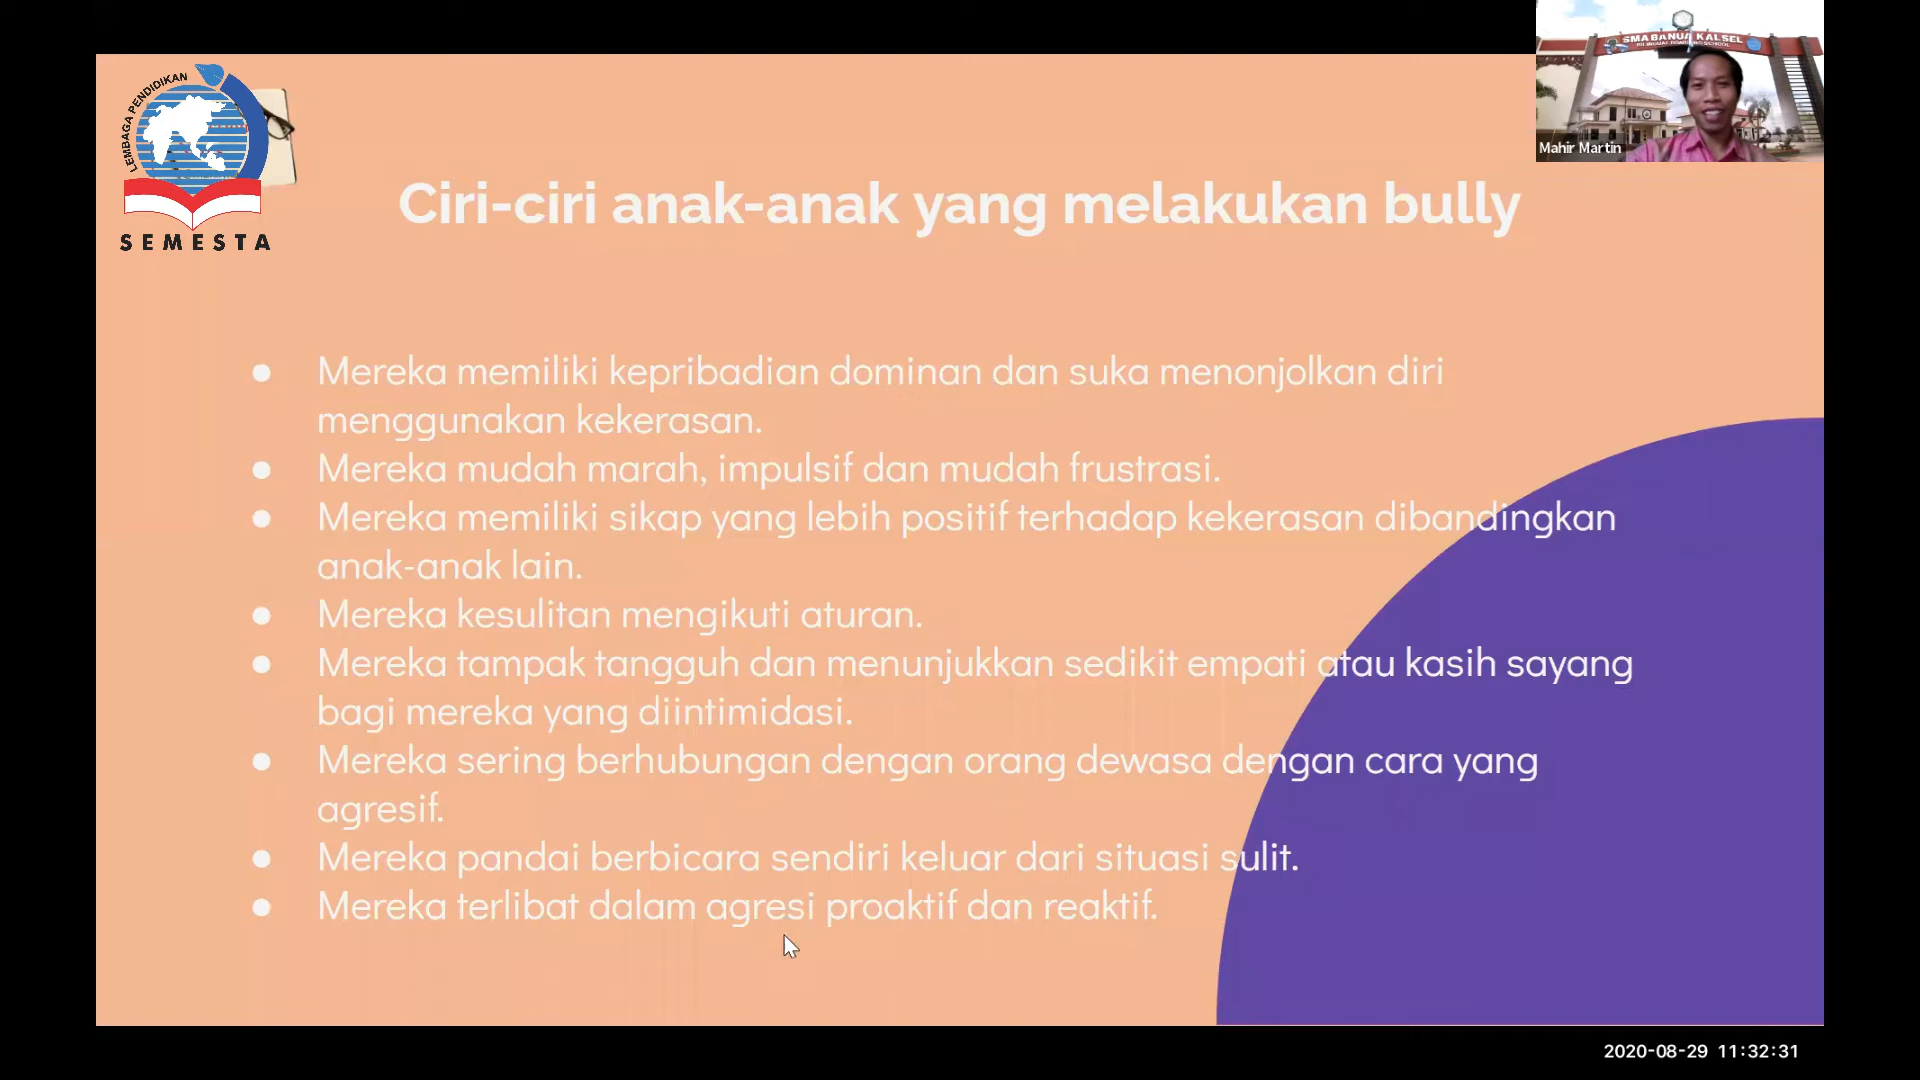 LEMBAGA PENDIDIKAN
SEMESTA
SMA BANUA KALSEL
BILINGUAL BOARDING SCHOOL
Mahir Martin
Ciri-ciri anak-anak yang melakukan bully
● Mereka memiliki kepribadian dominan dan suka menonjolkan diri
menggunakan kekerasan.
● Mereka mudah marah, impulsif dan mudah frustrasi.
● Mereka memiliki sikap yang lebih positif terhadap kekerasan dibandingkan
anak-anak lain.
● Mereka kesulitan mengikuti aturan.
● Mereka tampak tangguh dan menunjukkan sedikit empati atau kasih sayang
bagi mereka yang diintimidasi.
● Mereka sering berhubungan dengan orang dewasa dengan cara yang
agresif.
● Mereka pandai berbicara sendiri keluar dari situasi sulit.
● Mereka terlibat dalam agresi proaktif dan reaktif.
2020-08-29 11:32:31